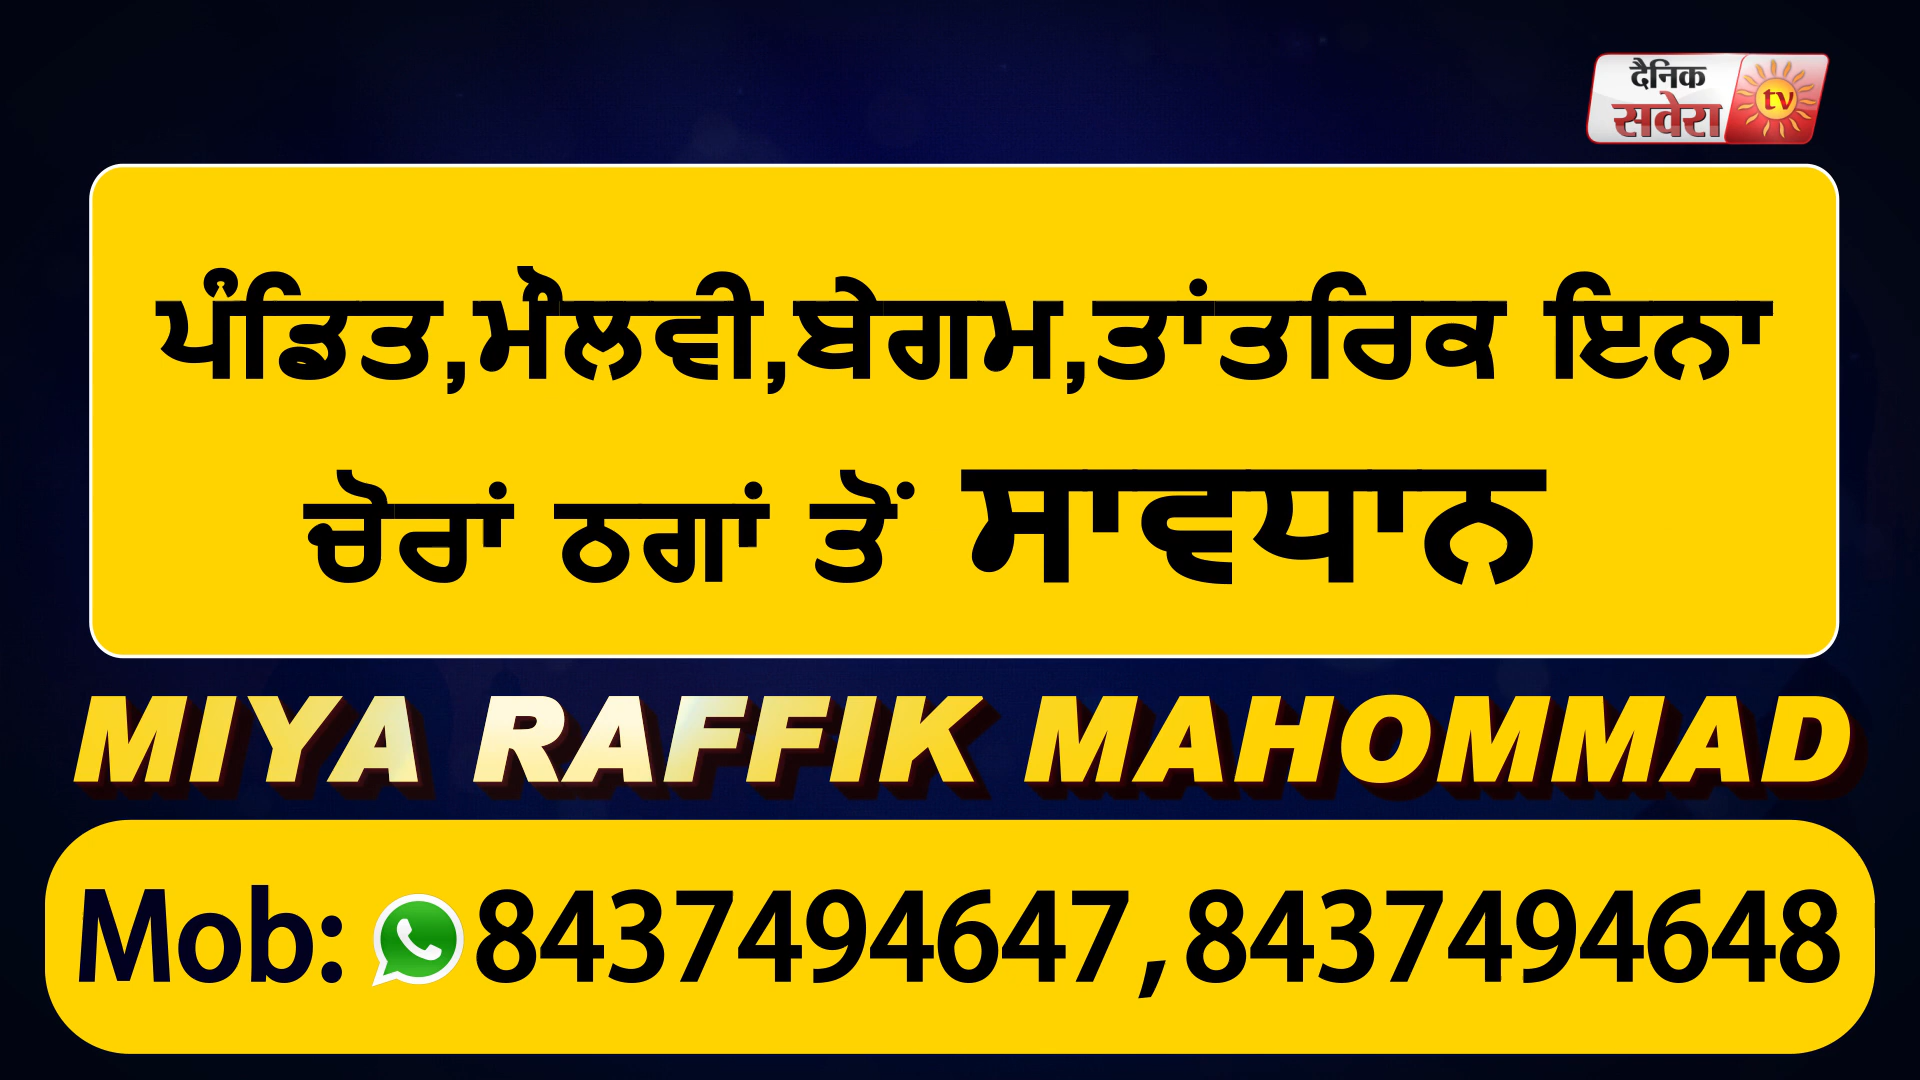 दैनिक
सवेरा tv
ਪੰਡਿਤ,ਮੌਲਵੀ,ਬੇਗਮ,ਤਾਂਤਰਿਕ ਇਨਾ
ਚੋਰਾਂ ਠਗਾਂ ਤੋਂ ਸਾਵਧਾਨ
MIYA RAFFIK MAHOMMAD
Mob: 8437494647,8437494648